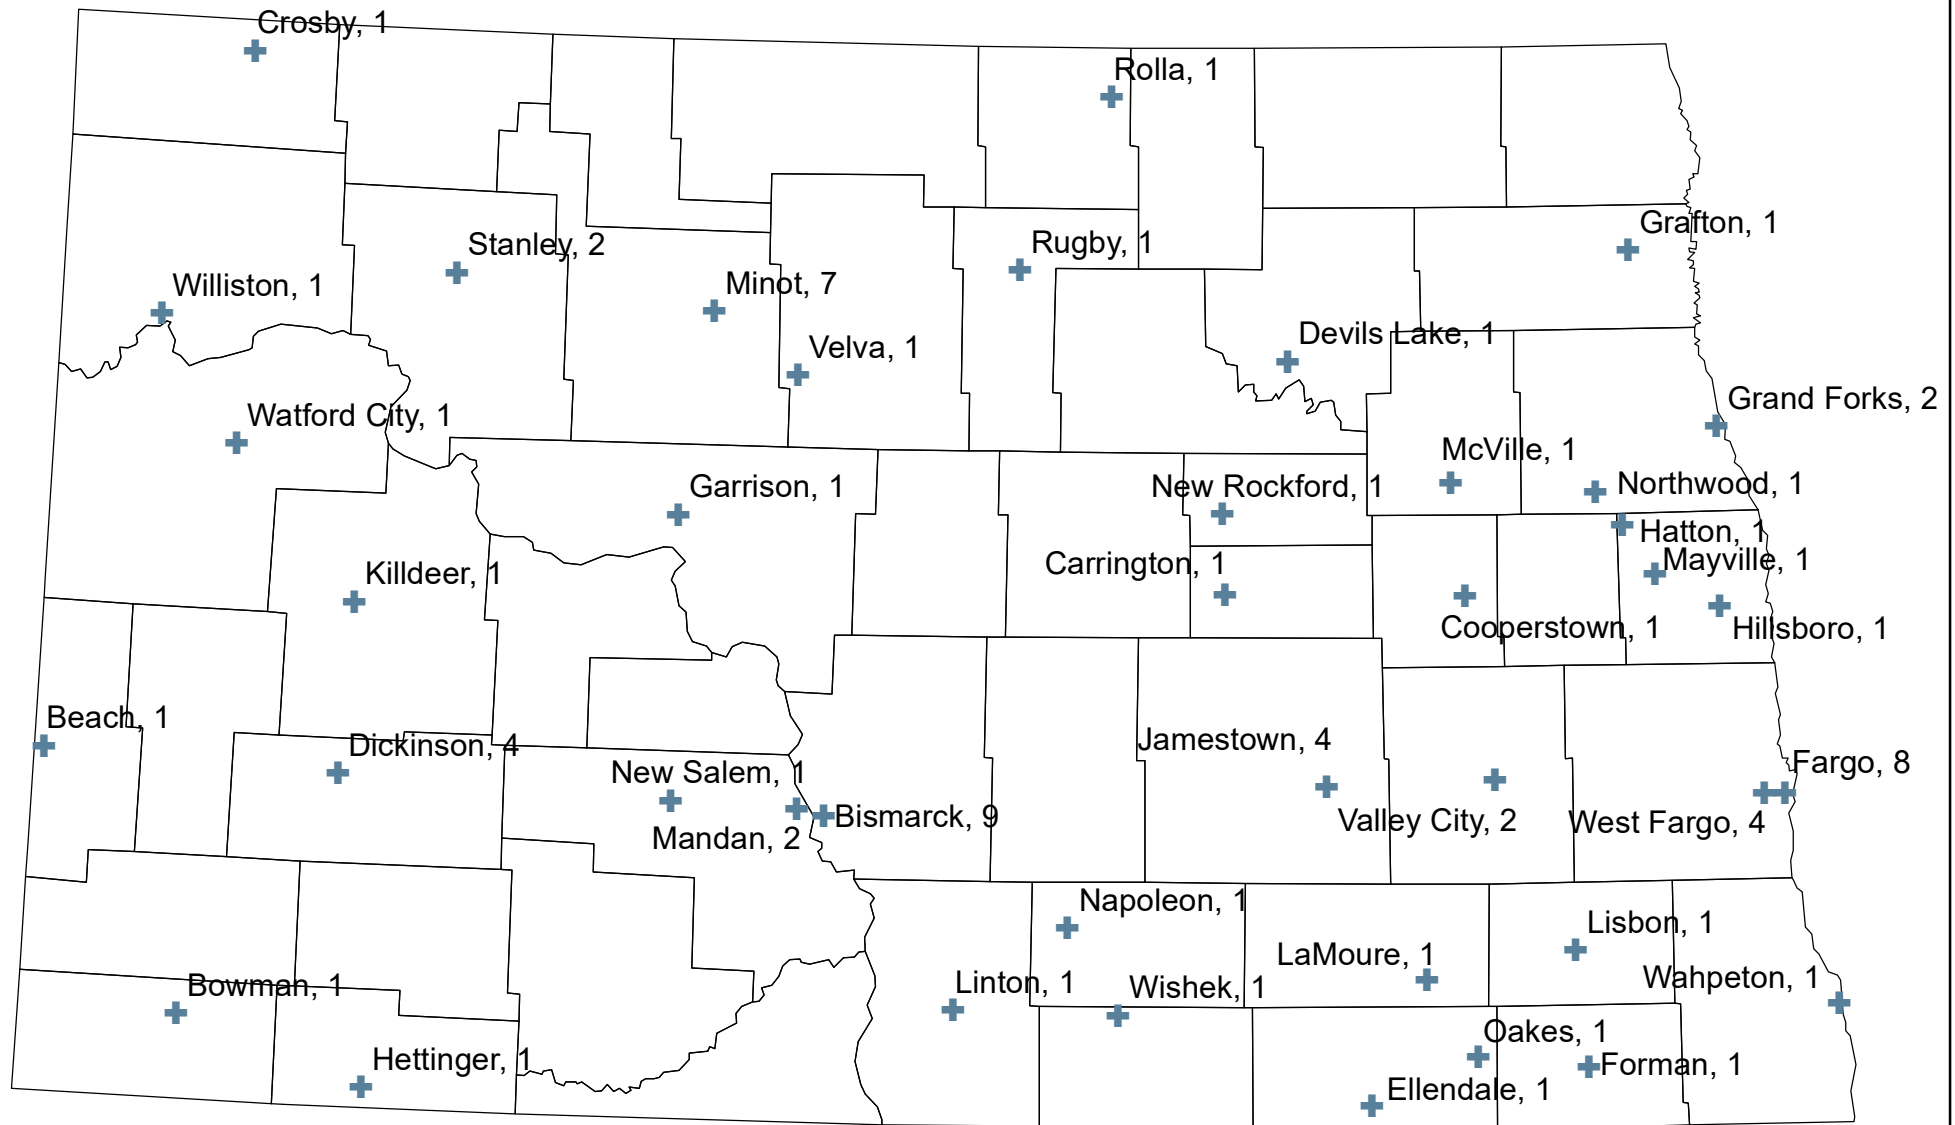 Crosby, 1
Rolla, 1
Grafton, 1
Stanley, 2
Rugby, 1
Williston, 1
Minot, 7
Devils Lake, 1
Velva, 1
Grand Forks, 2
Watford City, 1
McVille, 1
Garrison, 1
New Rockford, 1
Northwood, 1
Hatton, 1
Carrington, 1
Mayville, 1
Killdeer, 1
Cooperstown, 1
Hillsboro, 1
Beach, 1
Dickinson, 4
Jamestown, 4
Fargo, 8
New Salem, 1
Bismarck, 9
Valley City, 2
West Fargo, 4
Mandan, 2
Napoleon, 1
Lisbon, 1
LaMoure, 1
Wahpeton, 1
Bowman, 1
Linton, 1
Wishek, 1
Oakes, 1
Hettinger, 1
Forman, 1
Ellendale, 1